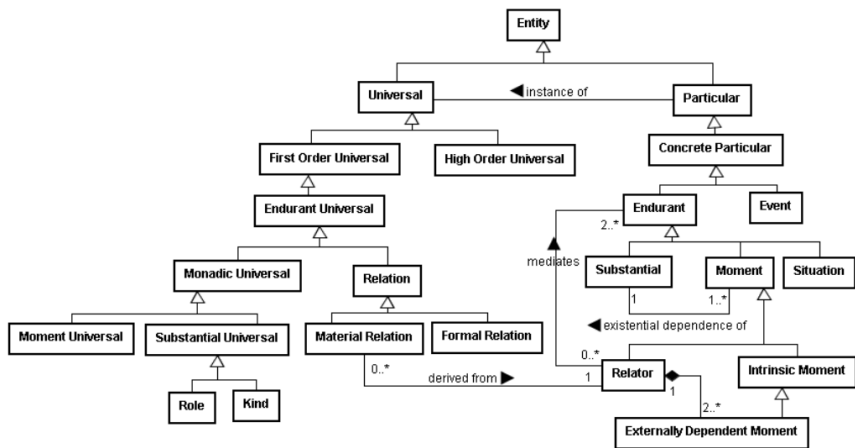 Entity
Universal
◄ instance of
Particular
First Order Universal
High Order Universal
Concrete Particular
Endurant Universal
Endurant
Event
2..*
mediates
Monadic Universal
Relation
Substantial
Moment
Situation
1
1..*
Moment Universal
Substantial Universal
Material Relation
Formal Relation
◄ existential dependence of
0..*
0..*
derived from ►
1
Relator
1
Intrinsic Moment
Role
Kind
2..*
Externally Dependent Moment